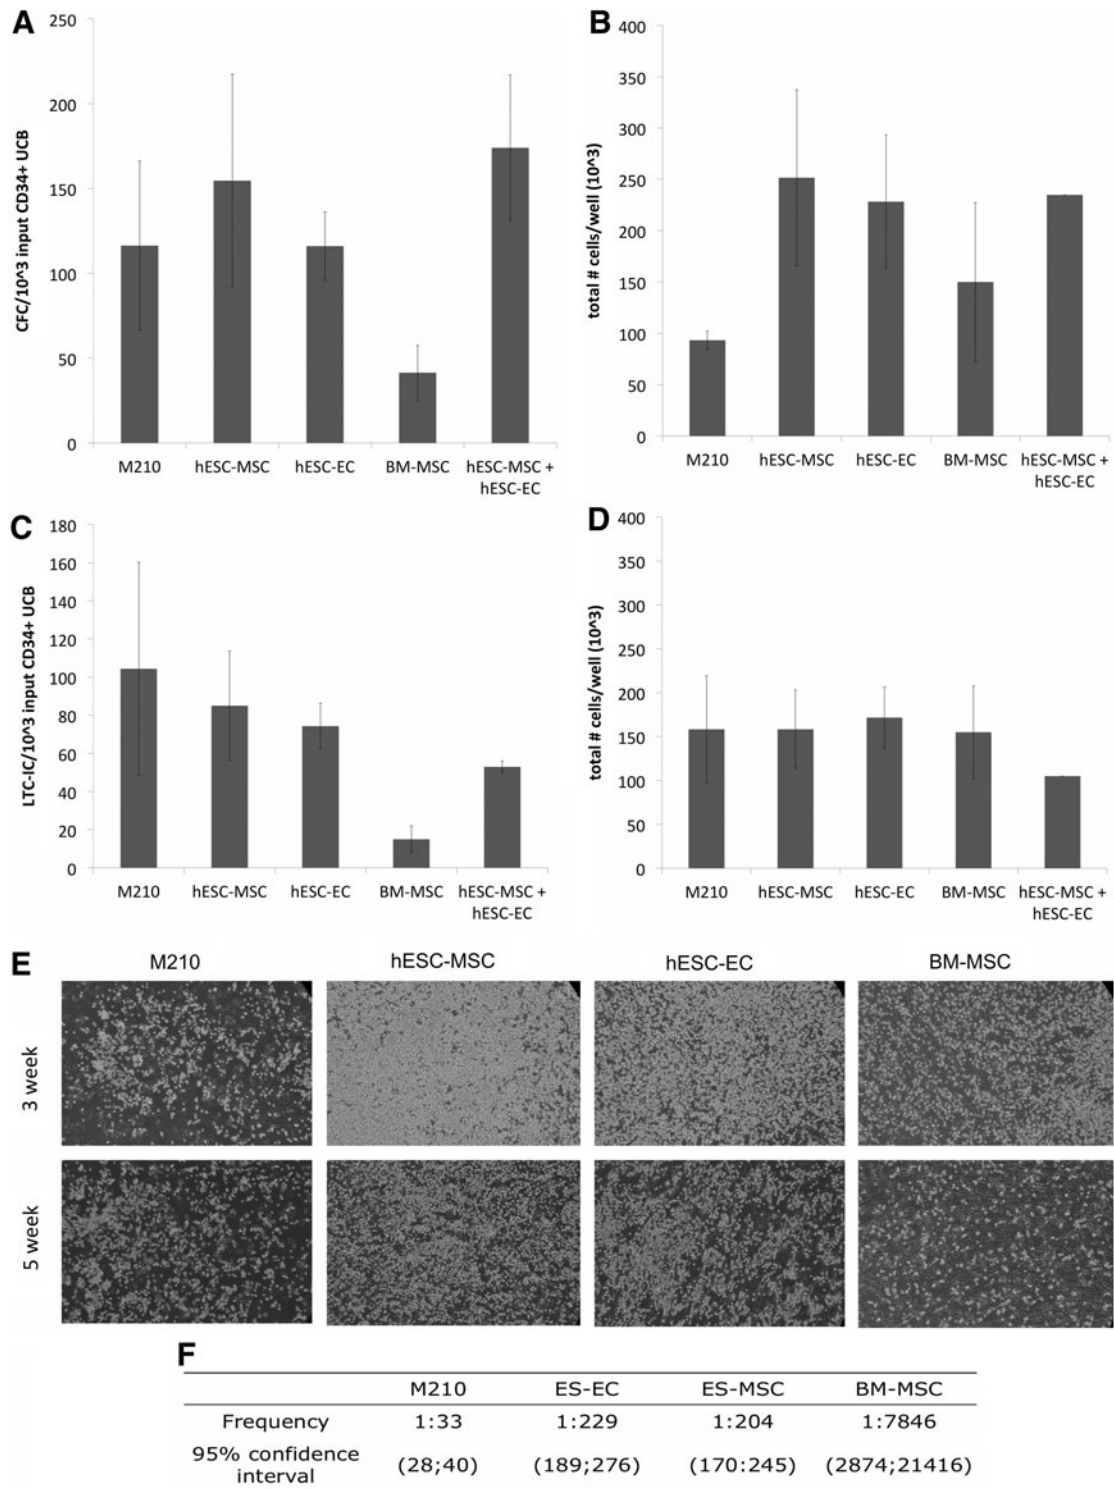 A
250
200
150
100
50
0
CFC/10^3 input CD34+ UCB
M210
hESC-MSC
hESC-EC
BM-MSC
hESC-MSC +
hESC-EC
B
400
350
300
250
200
150
100
50
0
total # cells/well (10^3)
M210
hESC-MSC
hESC-EC
BM-MSC
hESC-MSC +
hESC-EC
C
180
160
140
120
100
80
60
40
20
0
LTC-IC/10^3 input CD34+ UCB
M210
hESC-MSC
hESC-EC
BM-MSC
hESC-MSC +
hESC-EC
D
400
350
300
250
200
150
100
50
0
total # cells/well (10^3)
M210
hESC-MSC
hESC-EC
BM-MSC
hESC-MSC +
hESC-EC
E
M210 hESC-MSC hESC-EC BM-MSC
3 week
5 week
F
M210 ES-EC ES-MSC BM-MSC
Frequency 1:33 1:229 1:204 1:7846
95% confidence
interval (28;40) (189;276) (170:245) (2874;21416)